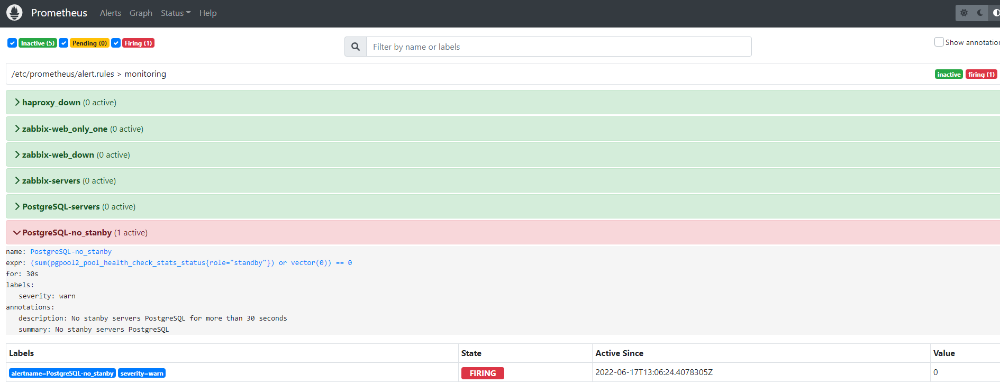 Prometheus Alerts Graph Status Help
Inactive (5) Pending (0) Firing (1) Filter by name or labels Show annotation
/etc/prometheus/alert.rules > monitoring inactive firing (1)
haproxy_down (0 active)
zabbix-web_only_one (0 active)
zabbix-web_down (0 active)
zabbix-servers (0 active)
PostgreSQL-servers (0 active)
PostgreSQL-no_stanby (1 active)
name: PostgreSQL-no_stanby
expr: (sum(pgpool2_pool_health_check_stats_status{role="standby"}) or vector(0)) == 0
for: 30s
labels:
severity: warn
annotations:
description: No stanby servers PostgreSQL for more than 30 seconds
summary: No stanby servers PostgreSQL
Labels State Active Since Value
alertname=PostgreSQL-no_stanby severity=warn FIRING 2022-06-17T13:06:24.4078305Z 0